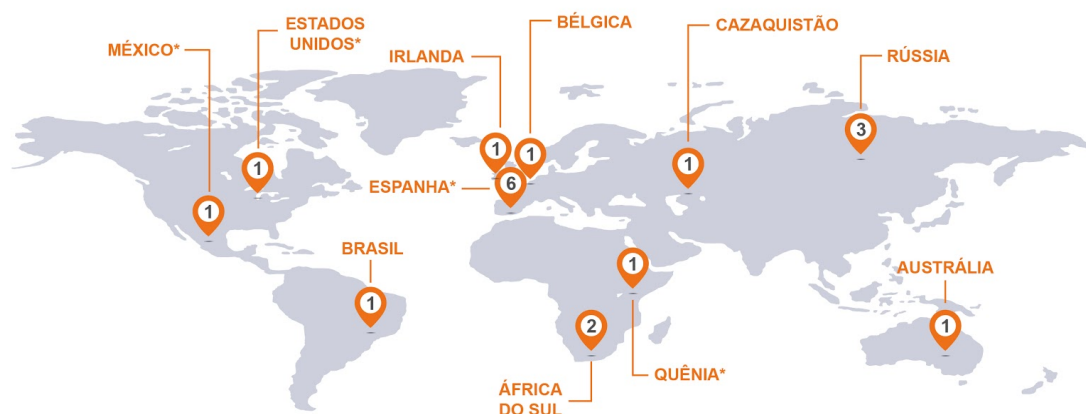 ESTADOS
UNIDOS*
BÉLGICA
CAZAQUISTÃO
MÉXICO*
IRLANDA
RÚSSIA
3
1
1
1
1
ESPANHA*
6
1
BRASIL
1
AUSTRÁLIA
1
2
1
QUÊNIA*
ÁFRICA
DO SUL